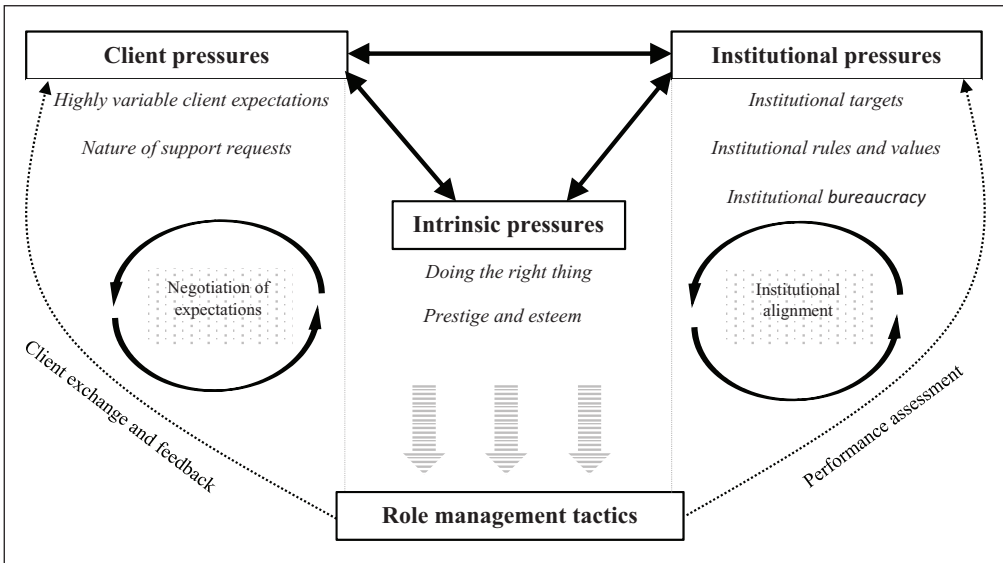 Client pressures
Institutional pressures
Highly variable client expectations
Nature of support requests
Institutional targets
Institutional rules and values
Institutional bureaucracy
Intrinsic pressures
Doing the right thing
Prestige and esteem
Negotiation of
expectations
Institutional
alignment
Client exchange and feedback
Performance assessment
Role management tactics